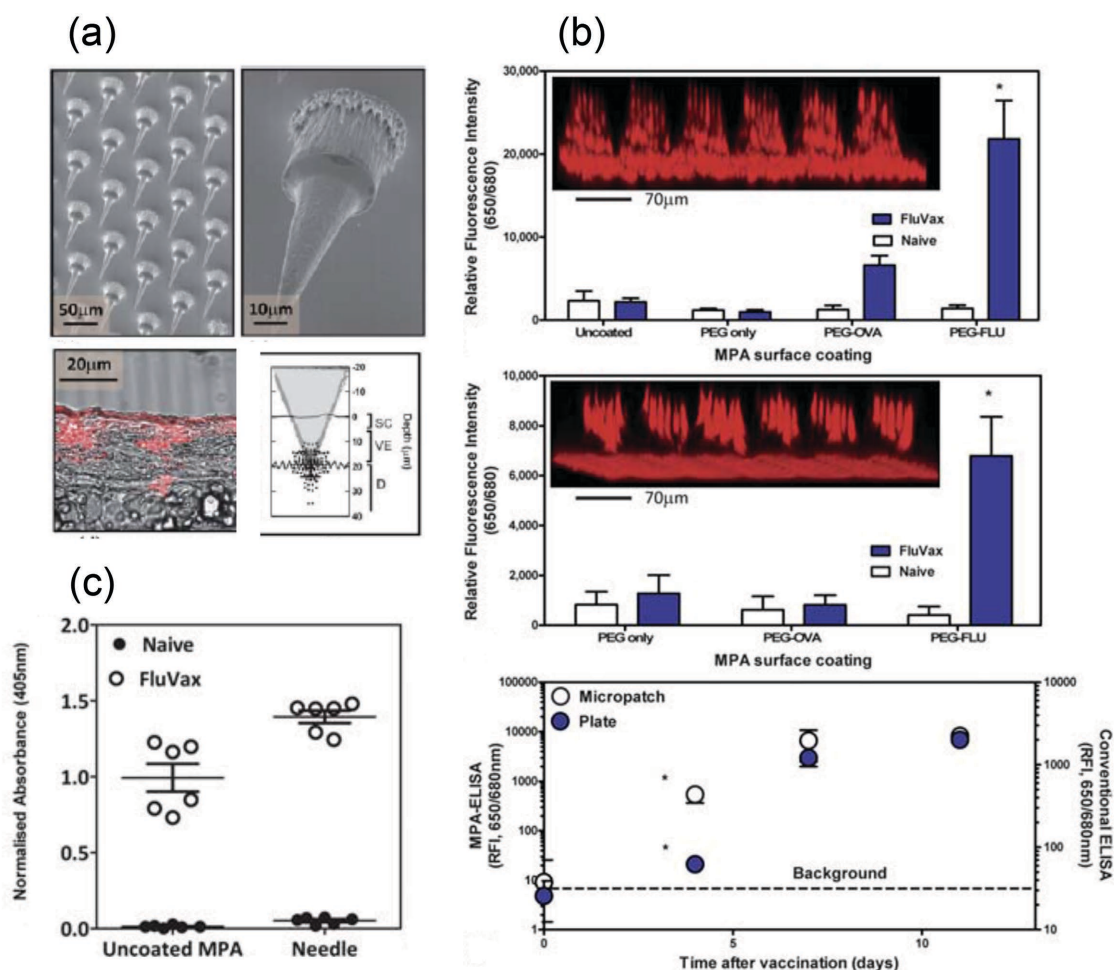 (a)
50µm
10µm
20µm
-20
-10
0
10
20
30
40
SC
VE
D
Depth (µm)
(b)
30,000
20,000
10,000
0
Relative Fluorescence Intensity
(650/680)
70µm
*
FluVax
Naive
Uncoated
PEG only
PEG-OVA
PEG-FLU
MPA surface coating
10,000
8,000
6,000
4,000
2,000
0
Relative Fluorescence Intensity
(650/680)
70µm
*
FluVax
Naive
PEG only
PEG-OVA
PEG-FLU
MPA surface coating
100000
10000
1000
100
10
1
MPA-ELISA
(RFI, 650/680nm)
Micropatch
Plate
*
*
Background
10000
1000
100
10
Conventional ELISA
(RFI, 650/680nm)
0
5
10
Time after vaccination (days)
(c)
2.0
1.5
1.0
0.5
0.0
Normalised Absorbance (405nm)
Naive
FluVax
Uncoated MPA
Needle